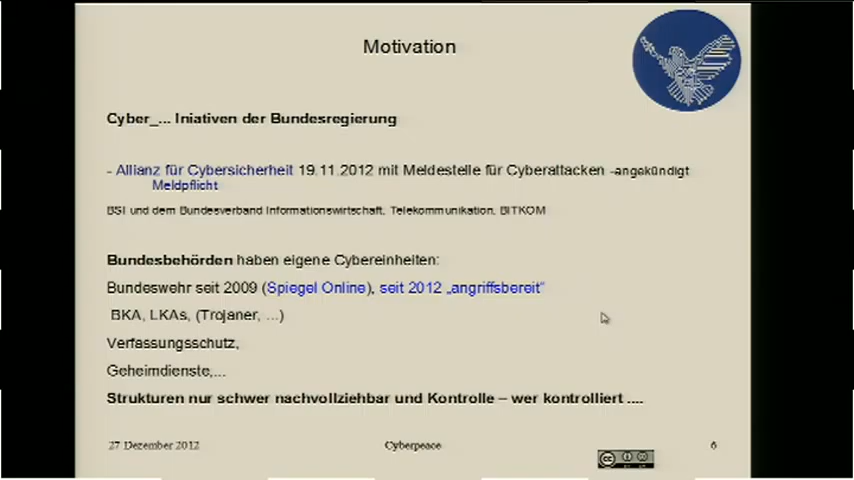 Motivation
Cyber_... Iniativen der Bundesregierung
- Allianz für Cybersicherheit 19.11.2012 mit Meldestelle für Cyberattacken -angekündigt
Meldpflicht
BSI und dem Bundesverband Informationswirtschaft, Telekommunikation, BITKOM
Bundesbehörden haben eigene Cybereinheiten:
Bundeswehr seit 2009 (Spiegel Online), seit 2012 „angriffsbereit"
BKA, LKAs, (Trojaner, ...)
Verfassungsschutz,
Geheimdienste,...
Strukturen nur schwer nachvollziehbar und Kontrolle – wer kontrolliert ....
27 Dezember 2012 Cyberpeace 6